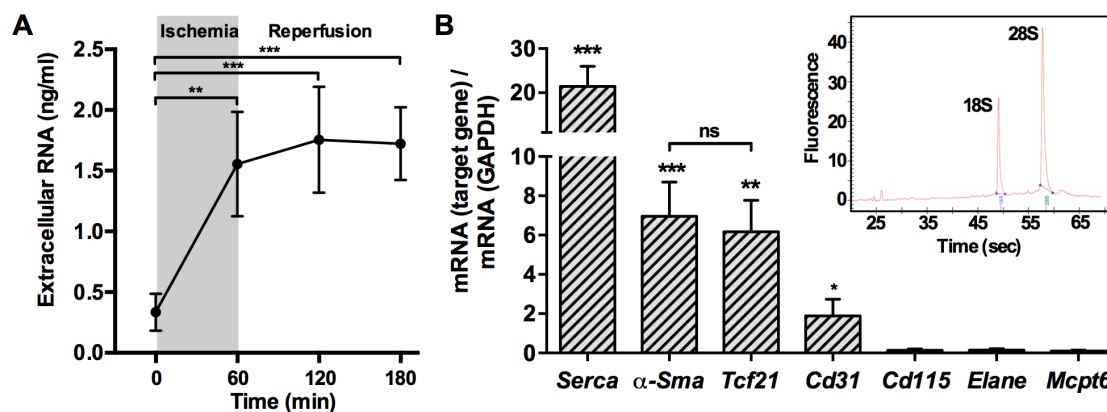 A
Ischemia
Reperfusion
Extracellular RNA (ng/ml)
2.5
2.0
1.5
1.0
0.5
0.0
***
***
**
0 60 120 180
Time (min)
B
mRNA (target gene) /
mRNA (GAPDH)
30
20
8
6
4
2
0
***
***
ns
**
*
Serca α-Sma Tcf21 Cd31 Cd115 Elane Mcpt6
Fluorescence
40
30
20
10
0
18S
28S
18S
28S
25 35 45 55 65
Time (sec)